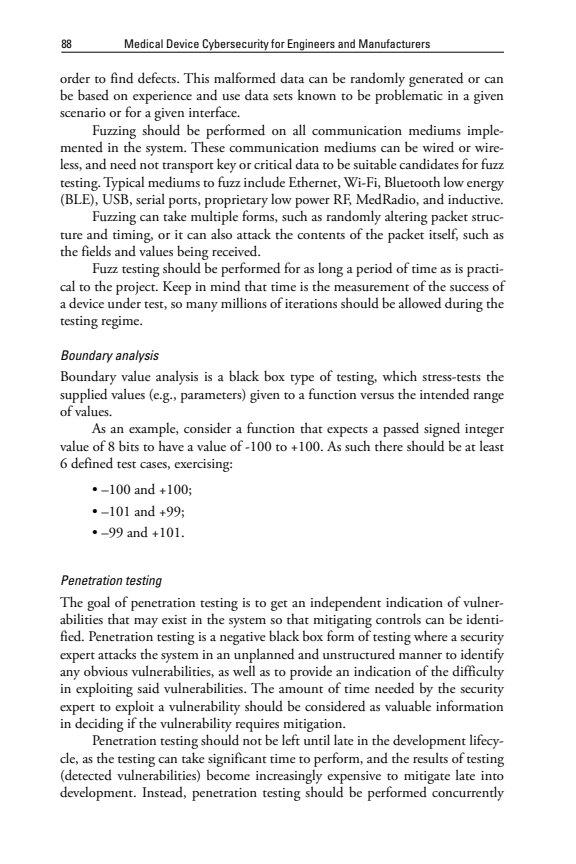 88 Medical Device Cybersecurity for Engineers and Manufacturers
order to find defects. This malformed data can be randomly generated or can
be based on experience and use data sets known to be problematic in a given
scenario or for a given interface.
Fuzzing should be performed on all communication mediums imple-
mented in the system. These communication mediums can be wired or wire-
less, and need not transport key or critical data to be suitable candidates for fuzz
testing. Typical mediums to fuzz include Ethernet, Wi-Fi, Bluetooth low energy
(BLE), USB, serial ports, proprietary low power RF, MedRadio, and inductive.
Fuzzing can take multiple forms, such as randomly altering packet struc-
ture and timing, or it can also attack the contents of the packet itself, such as
the fields and values being received.
Fuzz testing should be performed for as long a period of time as is practi-
cal to the project. Keep in mind that time is the measurement of the success of
a device under test, so many millions of iterations should be allowed during the
testing regime.
Boundary analysis
Boundary value analysis is a black box type of testing, which stress-tests the
supplied values (e.g., parameters) given to a function versus the intended range
of values.
As an example, consider a function that expects a passed signed integer
value of 8 bits to have a value of -100 to +100. As such there should be at least
6 defined test cases, exercising:
• –100 and +100;
• –101 and +99;
• –99 and +101.
Penetration testing
The goal of penetration testing is to get an independent indication of vulner-
abilities that may exist in the system so that mitigating controls can be identi-
fied. Penetration testing is a negative black box form of testing where a security
expert attacks the system in an unplanned and unstructured manner to identify
any obvious vulnerabilities, as well as to provide an indication of the difficulty
in exploiting said vulnerabilities. The amount of time needed by the security
expert to exploit a vulnerability should be considered as valuable information
in deciding if the vulnerability requires mitigation.
Penetration testing should not be left until late in the development lifecy-
cle, as the testing can take significant time to perform, and the results of testing
(detected vulnerabilities) become increasingly expensive to mitigate late into
development. Instead, penetration testing should be performed concurrently